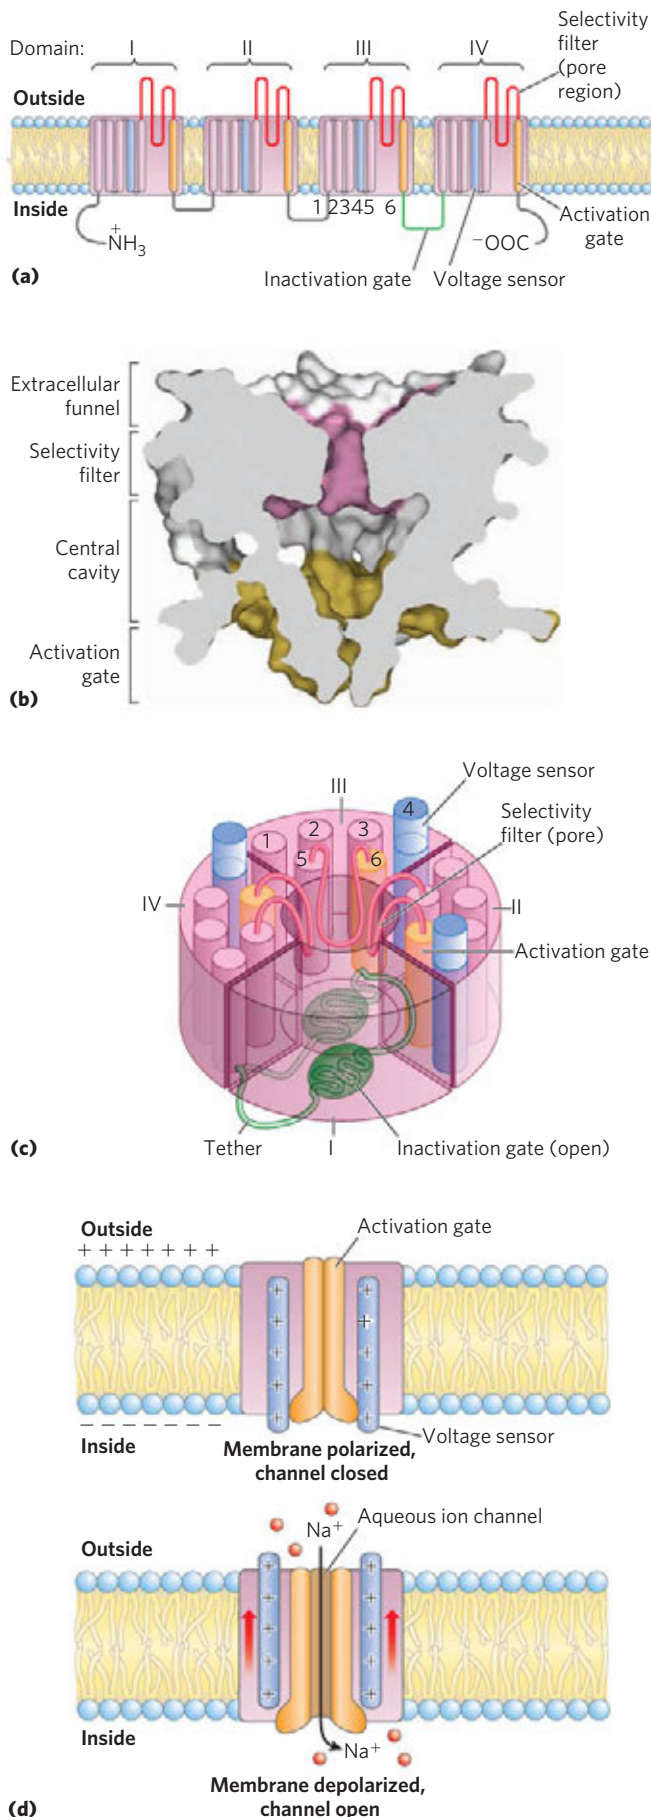 Domain: I II III IV
Selectivity
filter
(pore
region)
Outside
Inside
1 2345 6
+
NH3
−OOC
Activation
gate
Inactivation gate
Voltage sensor
(a)
Extracellular
funnel
Selectivity
filter
Central
cavity
Activation
gate
(b)
Voltage sensor
III
4
Selectivity
filter (pore)
1 2 3
5 6
IV
II
Activation gate
Tether
I
Inactivation gate (open)
(c)
Outside
+ + + + + + +
Activation gate
+ +
+ +
+ +
+ +
+ +
− − − − − − −
Inside
Voltage sensor
Membrane polarized,
channel closed
Aqueous ion channel
Na+
Outside
+ +
+ +
+ +
+ +
+ +
Inside
Na+
Membrane depolarized,
channel open
(d)